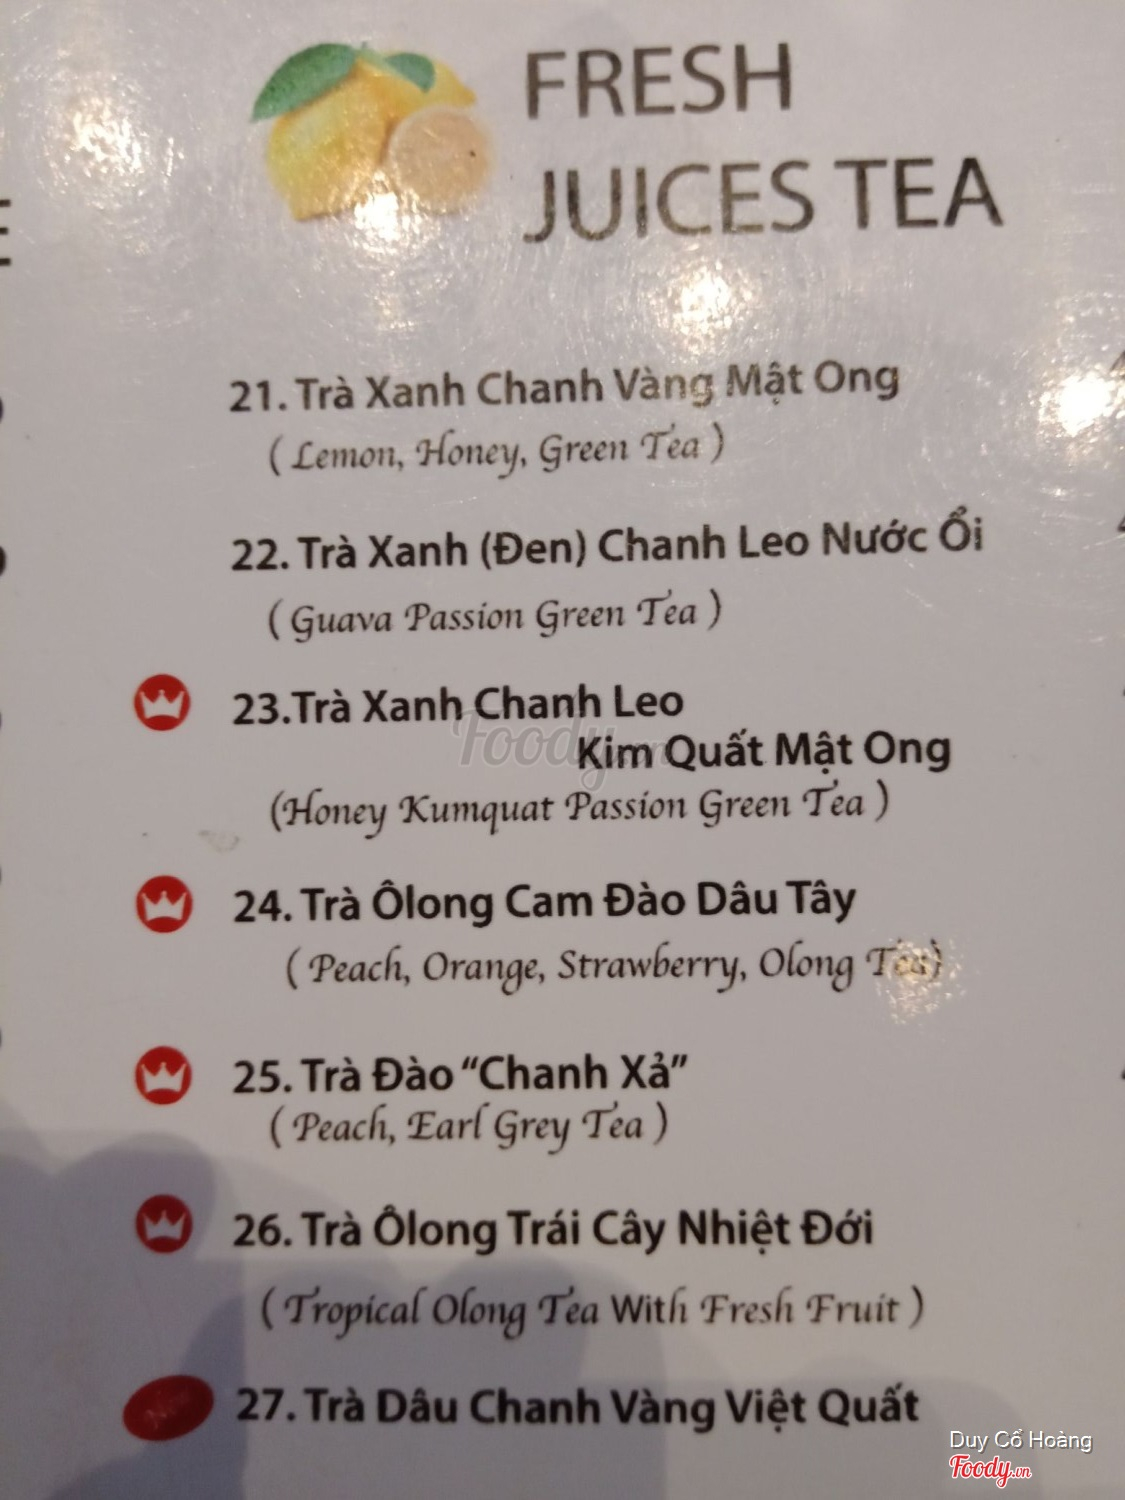 FRESH
JUICES TEA
21. Trà Xanh Chanh Vàng Mật Ong
( Lemon, Honey, Green Tea )
22. Trà Xanh (Đen) Chanh Leo Nước Ổi
( Guava Passion Green Tea )
23.Trà Xanh Chanh Leo
Kim Quất Mật Ong
(Honey Kumquat Passion Green Tea )
24. Trà Ôlong Cam Đào Dâu Tây
( Peach, Orange, Strawberry, Olong Tea)
25. Trà Đào “Chanh Xả”
( Peach, Earl Grey Tea )
26. Trà Ôlong Trái Cây Nhiệt Đới
( Tropical Olong Tea With Fresh Fruit )
27. Trà Dâu Chanh Vàng Việt Quất
Foody.vn
Duy Cổ Hoàng
Foody.vn